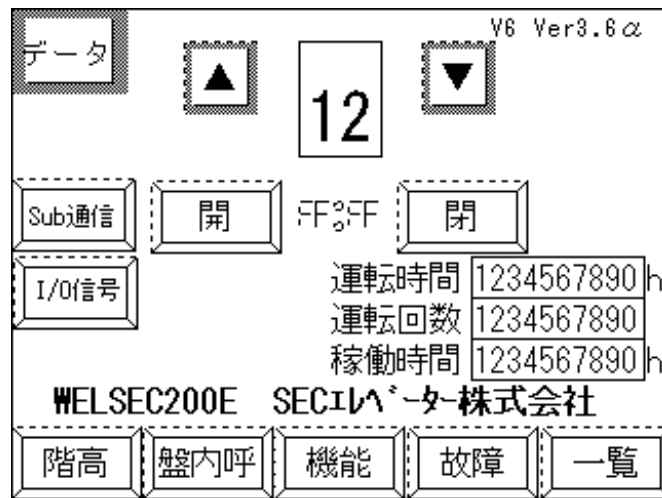 データ
▲
12
▼
V6 Ver3.6α
Sub通信
開
閉
I/O信号
運転時間 1234567890 h
運転回数 1234567890
稼働時間 1234567890 h
WELSEC200E SECｴﾚﾍﾞｰﾀｰ株式会社
階高 盤内呼 機能 故障 一覧